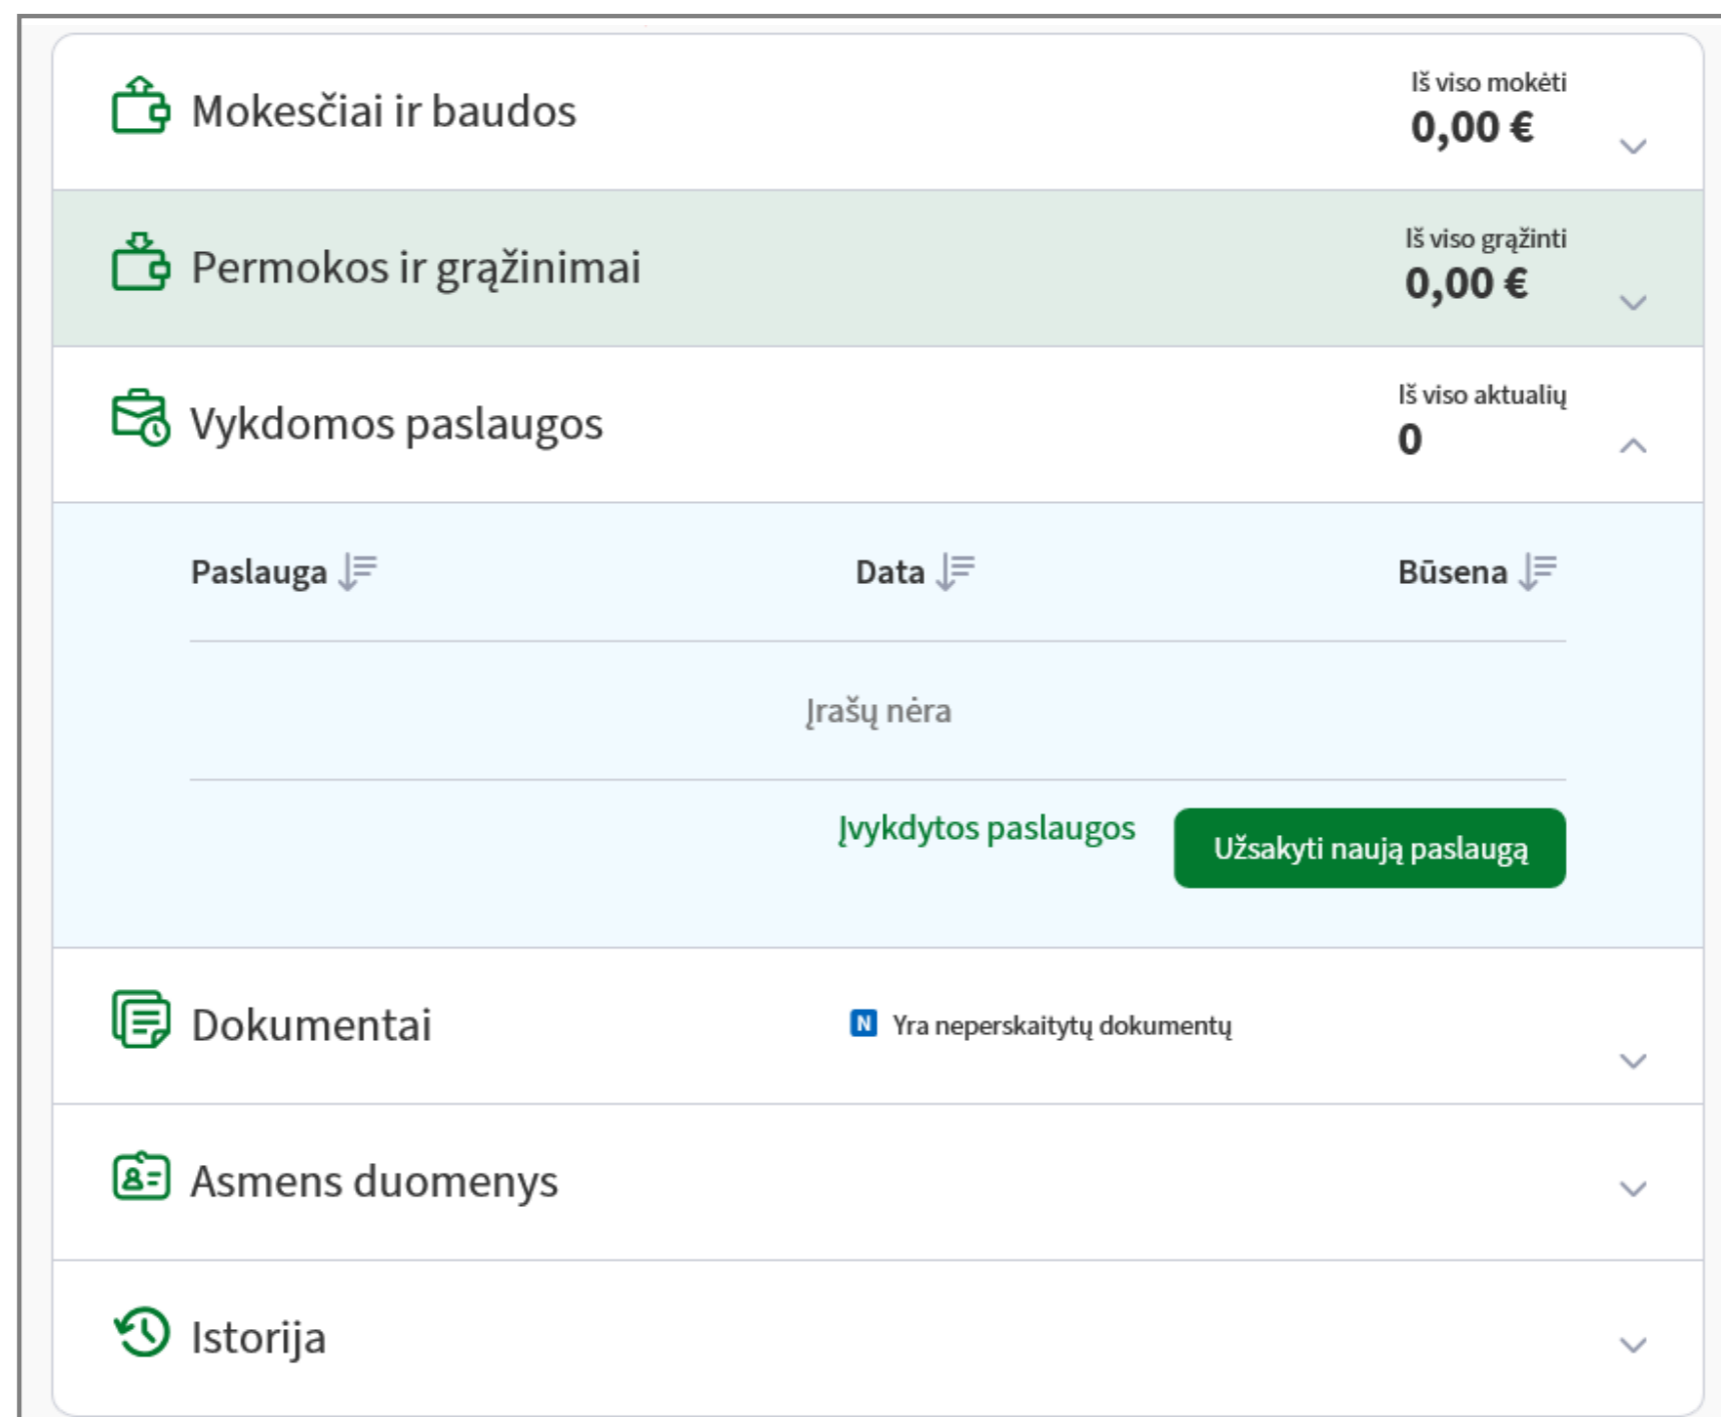 Mokesčiai ir baudos
Iš viso mokėti
0,00 €
Permokos ir grąžinimai
Iš viso grąžinti
0,00 €
Vykdomos paslaugos
Iš viso aktualių
0
Paslauga Data Būsena
Įrašų nėra
Įvykdytos paslaugos Užsakyti naują paslaugą
Dokumentai N Yra neperskaitytų dokumentų
Asmens duomenys
Istorija